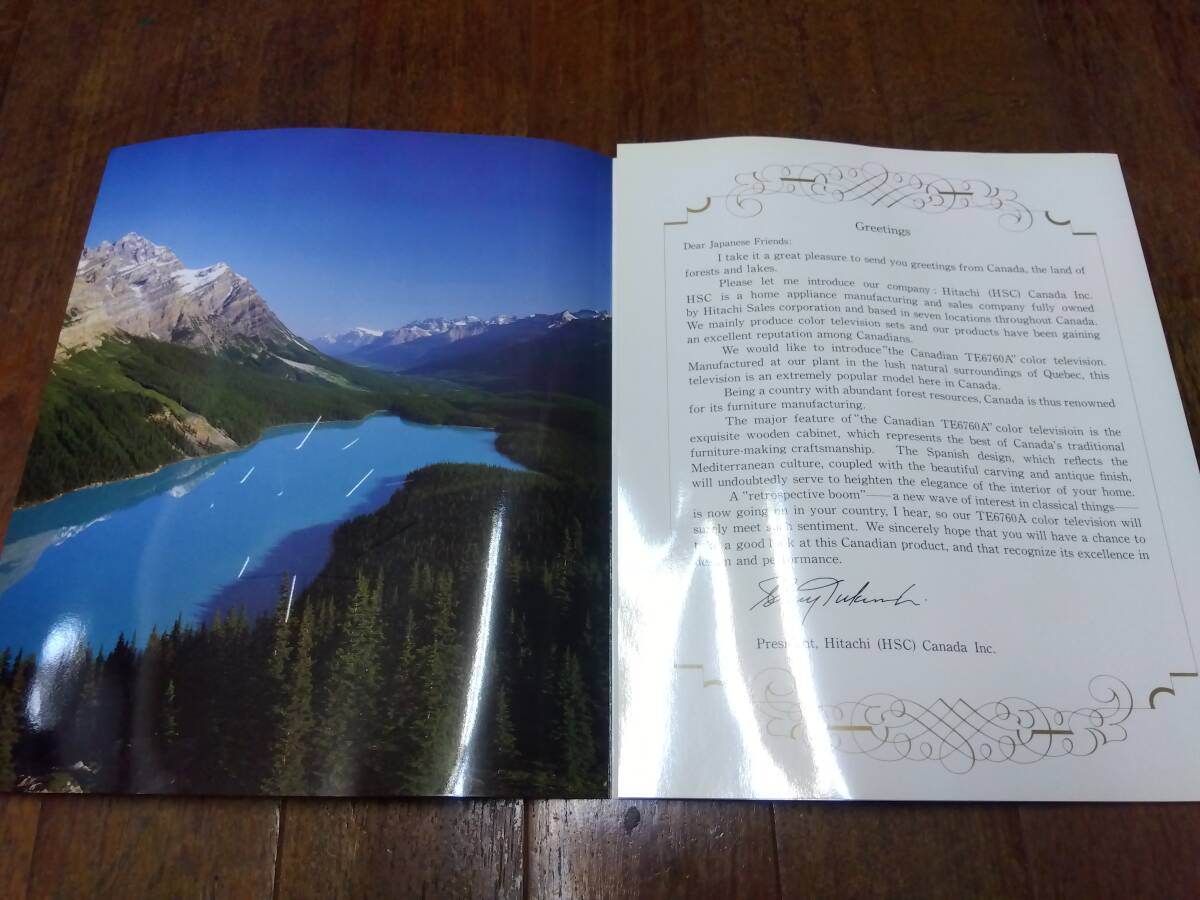 Greetings
Dear Japanese Friends:
I take it a great pleasure to send you greetings from Canada, the land of
forests and lakes.
Please let me introduce our company : Hitachi (HSC) Canada Inc.
HSC is a home appliance manufacturing and sales company fully owned
by Hitachi Sales corporation and based in seven locations throughout Canada.
We mainly produce color television sets and our products have been gaining
an excellent reputation among Canadians.
We would like to introduce "the Canadian TE6760A" color television.
Manufactured at our plant in the lush natural surroundings of Quebec, this
television is an extremely popular model here in Canada.
Being a country with abundant forest resources, Canada is thus renowned
for its furniture manufacturing.
The major feature of "the Canadian TE6760A" color televisioin is the
exquisite wooden cabinet, which represents the best of Canada's traditional
furniture-making craftsmanship. The Spanish design, which reflects the
Mediterranean culture, coupled with the beautiful carving and antique finish,
will undoubtedly serve to heighten the elegance of the interior of your home.
A "retrospective boom"——a new wave of interest in classical things——
is now going on in your country, I hear, so our TE6760A color television will
surely meet such sentiment. We sincerely hope that you will have a chance to
take a good look at this Canadian product, and that recognize its excellence in
design and performance.
President, Hitachi (HSC) Canada Inc.